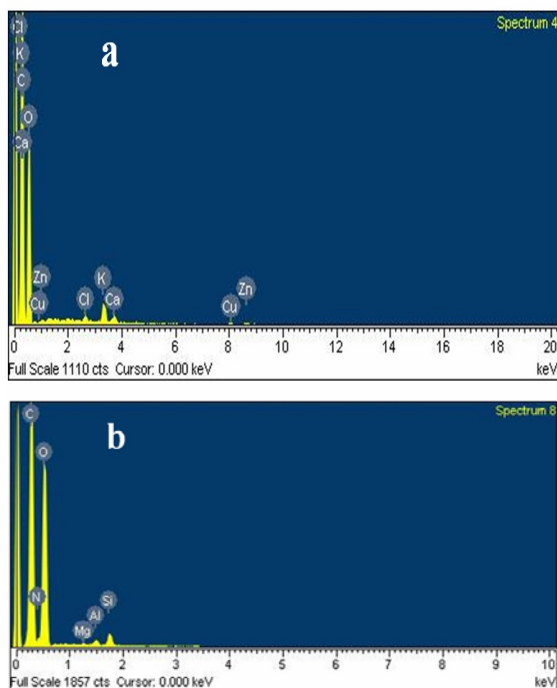 Spectrum 4
a
Cl
K
C
O
Ca
Zn
Cu
Cl
K
Ca
Cu
Zn
0 2 4 6 8 10 12 14 16 18 20
Full Scale 1110 cts Cursor: 0.000 keV keV
Spectrum 8
b
C
O
N
Mg
Al
Si
0 1 2 3 4 5 6 7 8 9 10
Full Scale 1857 cts Cursor: 0.000 keV keV